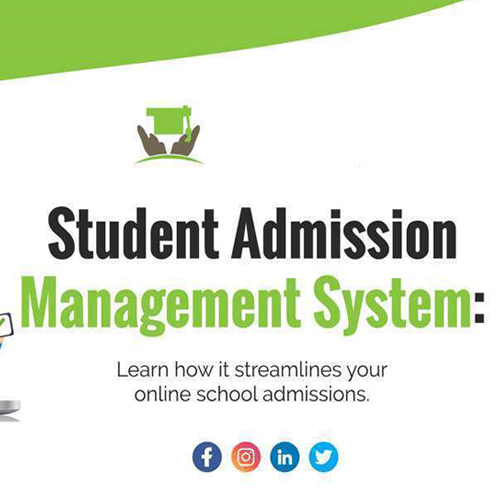 Student Admission
Management System:
Learn how it streamlines your
online school admissions.